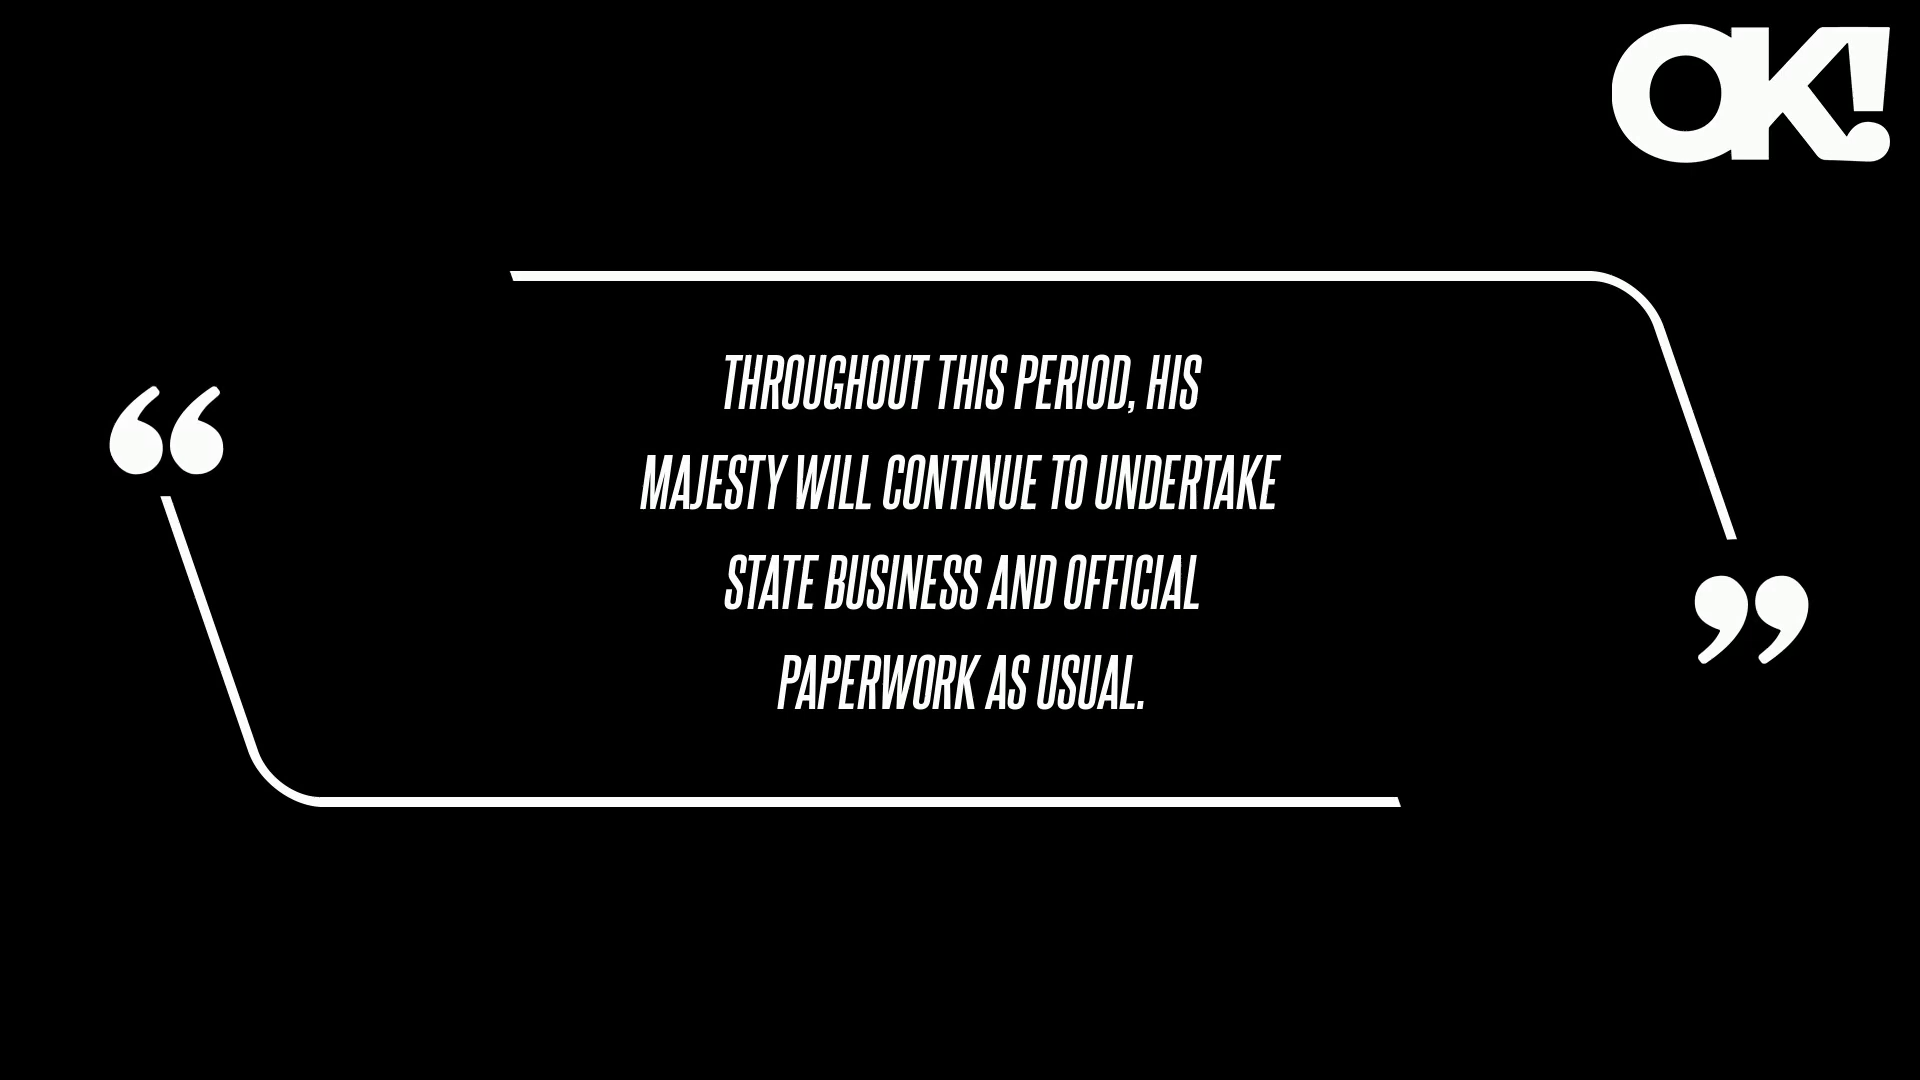 OK!
THROUGHOUT THIS PERIOD, HIS
MAJESTY WILL CONTINUE TO UNDERTAKE
STATE BUSINESS AND OFFICIAL
PAPERWORK AS USUAL.